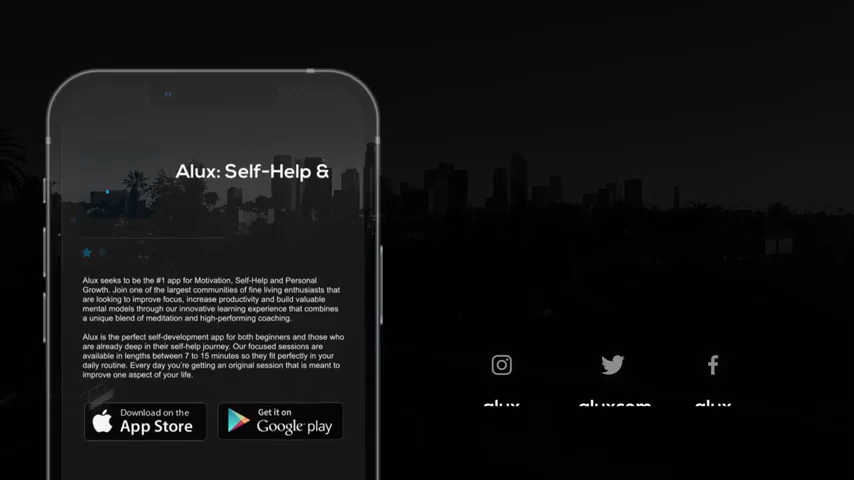 Alux: Self-Help &
Alux seeks to be the #1 app for Motivation, Self-Help and Personal
Growth. Join one of the largest communities of fine living enthusiasts that
are looking to improve focus, increase productivity and build valuable
mental models through our innovative learning experience that combines
a unique blend of meditation and high-performing coaching.
Alux is the perfect self-development app for both beginners and those who
are already deep in their self-help journey. Our focused sessions are
available in lengths between 7 to 15 minutes so they fit perfectly in your
daily routine. Every day you're getting an original session that is meant to
improve one aspect of your life.
Download on the
App Store
Get it on
Google play
alux
aluxcom
alux